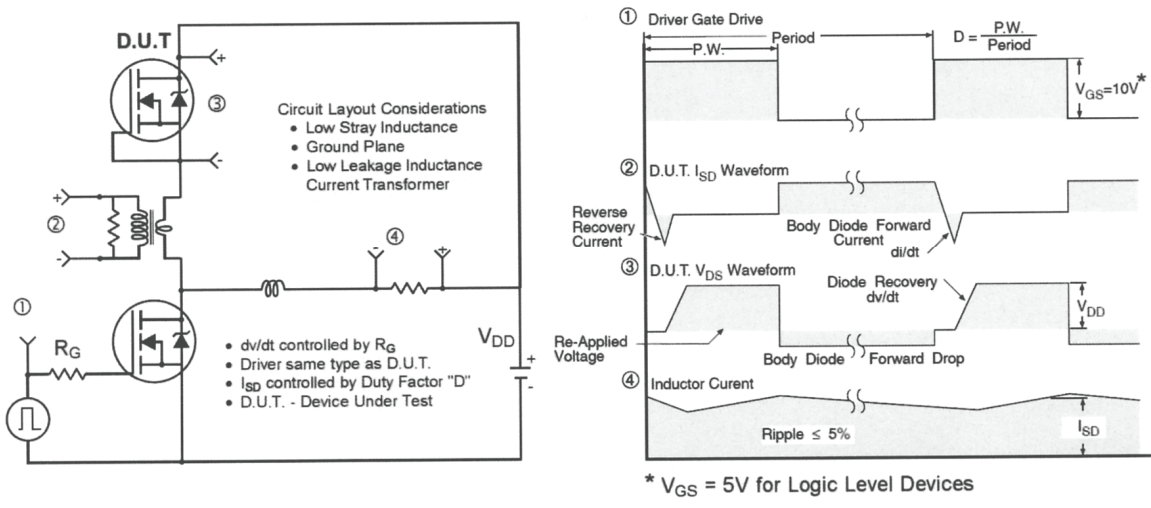 D.U.T
+
③
-
Circuit Layout Considerations
• Low Stray Inductance
• Ground Plane
• Low Leakage Inductance
Current Transformer
+
②
-
④
-
+
①
R_G
V_DD
+
-
• dv/dt controlled by R_G
• Driver same type as D.U.T.
• I_SD controlled by Duty Factor "D"
• D.U.T. - Device Under Test
① Driver Gate Drive
Period
P.W.
D = P.W.
Period
V_GS=10V*
② D.U.T. I_SD Waveform
Reverse
Recovery
Current
Body Diode Forward
Current
di/dt
③ D.U.T. V_DS Waveform
Diode Recovery
dv/dt
V_DD
Re-Applied
Voltage
Body Diode Forward Drop
④ Inductor Curent
I_SD
Ripple ≤ 5%
* V_GS = 5V for Logic Level Devices